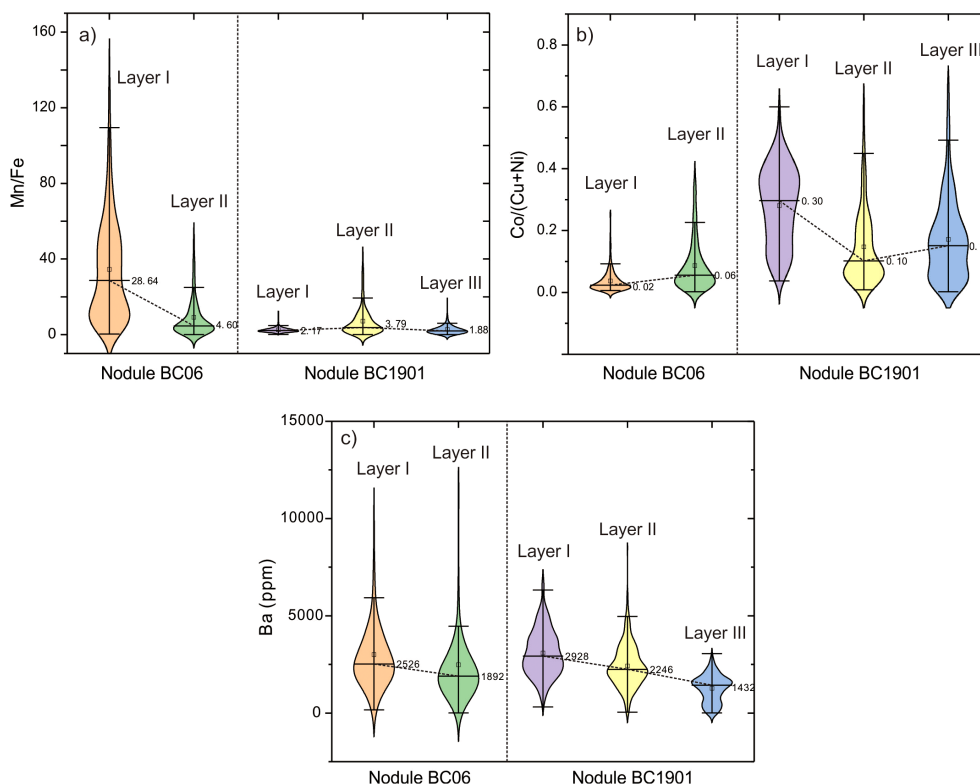 a)
160
120
80
40
0
Mn/Fe
Layer I
Layer II
Layer I
Layer II
Layer III
28. 64
4. 60
2. 17
3. 79
1.88
Nodule BC06
Nodule BC1901
b)
0.8
0.6
0.4
0.2
0.0
Co/(Cu+Ni)
Layer I
Layer II
Layer I
Layer II
Layer III
0. 02
0. 06
0. 30
0. 10
0.
Nodule BC06
Nodule BC1901
c)
15000
10000
5000
0
Ba (ppm)
Layer I
Layer II
Layer I
Layer II
Layer III
2526
1892
2928
2246
1432
Nodule BC06
Nodule BC1901